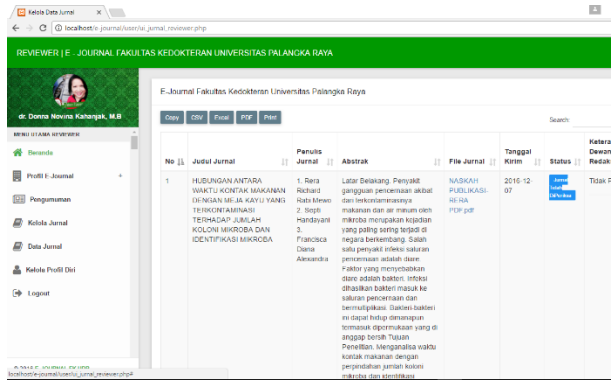 Kelola Data Jurnal
localhost/e-journal/user/ui_jurnal_reviewer.php
REVIEWER | E - JOURNAL FAKULTAS KEDOKTERAN UNIVERSITAS PALANGKA RAYA
dr. Donna Novina Kahanjak, M.B
MENU UTAMA REVIEWER
Beranda
Profil E-Journal +
Pengumuman
Kelola Jurnal
Data Jurnal
Kelola Profil Diri
Logout
E-Journal Fakultas Kedokteran Universitas Palangka Raya
Copy CSV Excel PDF Print
Search:
No Judul Jurnal Penulis Jurnal Abstrak File Jurnal Tanggal Kirim Status Ketera Dewan Redaks
1
HUBUNGAN ANTARA
WAKTU KONTAK MAKANAN
DENGAN MEJA KAYU YANG
TERKONTAMINASI
TERHADAP JUMLAH
KOLONI MIKROBA DAN
IDENTIFIKASI MIKROBA
1. Rera
Richard
Rabi Mewo
2. Septi
Handayani
3.
Francisca
Diana
Alexandra
Latar Belakang. Penyakit
gangguan pencernaan akibat
dari terkontaminasinya
makanan dan air minum oleh
mikroba merupakan kejadian
yang paling sering terjadi di
negara berkembang. Salah
satu penyakit infeksi saluran
pencernaan adalah diare.
Faktor yang menyebabkan
diare adalah bakteri. Infeksi
dihasilkan bakteri masuk ke
saluran pencernaan dan
bermultiplikasi. Bakteri-bakteri
ini dapat hidup dimanapun
termasuk dipermukaan yang di
anggap bersih Tujuan
Penelitian. Menganalisa waktu
kontak makanan dengan
perpindahan jumlah koloni
mikroba dan identifikasi
NASKAH
PUBLIKASI-
RERA
PDF.pdf
2016-12-
07
Jurnal
Telah
DiPeriksa
Tidak P
localhost/e-journal/user/ui_jurnal_reviewer.php#